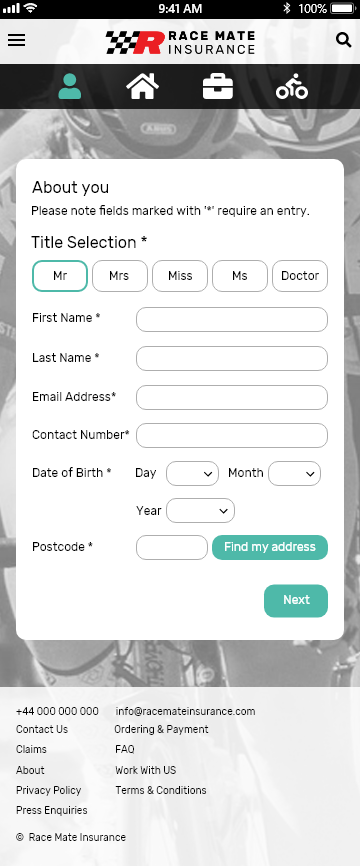 9:41 AM 100%
RACE MATE
INSURANCE
About you
Please note fields marked with '*' require an entry.
Title Selection *
Mr Mrs Miss Ms Doctor
First Name *
Last Name *
Email Address*
Contact Number*
Date of Birth * Day Month
Year
Postcode * Find my address
Next
+44 000 000 000 info@racemateinsurance.com
Contact Us Ordering & Payment
Claims FAQ
About Work With US
Privacy Policy Terms & Conditions
Press Enquiries
© Race Mate Insurance